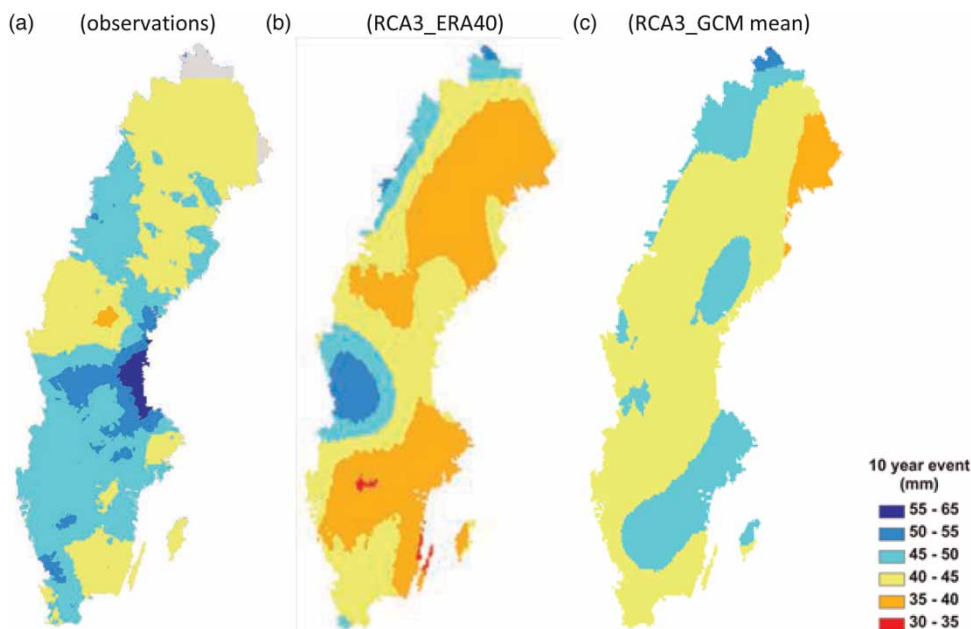 (a) (observations)
(b) (RCA3_ERA40)
(c) (RCA3_GCM mean)
10 year event
(mm)
55 - 65
50 - 55
45 - 50
40 - 45
35 - 40
30 - 35